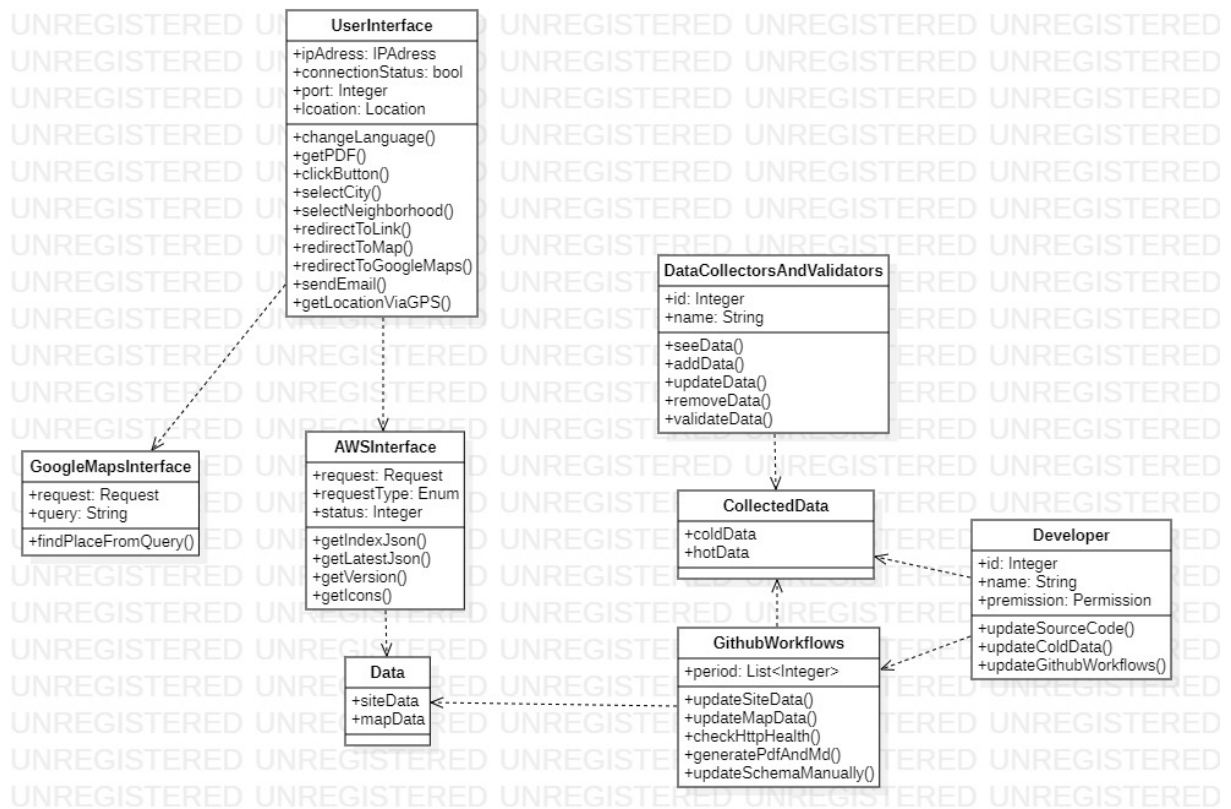 UserInterface
+ipAdress: IPAdress
+connectionStatus: bool
+port: Integer
+lcoation: Location
+changeLanguage()
+getPDF()
+clickButton()
+selectCity()
+selectNeighborhood()
+redirectToLink()
+redirectToMap()
+redirectToGoogleMaps()
+sendEmail()
+getLocationViaGPS()
DataCollectorsAndValidators
+id: Integer
+name: String
+seeData()
+addData()
+updateData()
+removeData()
+validateData()
GoogleMapsInterface
+request: Request
+query: String
+findPlaceFromQuery()
AWSInterface
+request: Request
+requestType: Enum
+status: Integer
+getIndexJson()
+getLatestJson()
+getVersion()
+getIcons()
CollectedData
+coldData
+hotData
Developer
+id: Integer
+name: String
+premission: Permission
+updateSourceCode()
+updateColdData()
+updateGithubWorkflows()
GithubWorkflows
+period: List<Integer>
+updateSiteData()
+updateMapData()
+checkHttpHealth()
+generatePdfAndMd()
+updateSchemaManually()
Data
+siteData
+mapData
UNREGISTERED